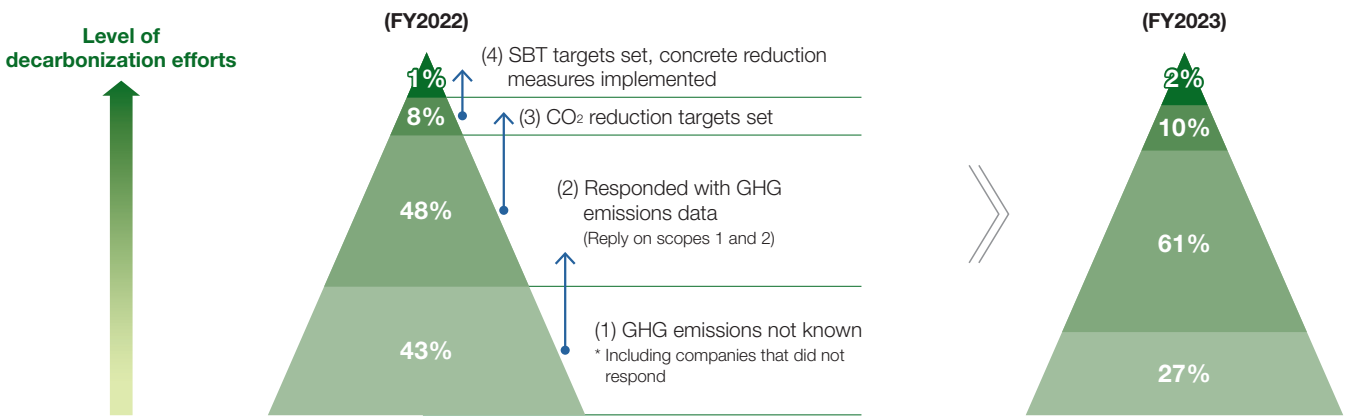 Level of
decarbonization efforts
(FY2022)
1%
8%
48%
43%
(4) SBT targets set, concrete reduction
measures implemented
(3) CO₂ reduction targets set
(2) Responded with GHG
emissions data
(Reply on scopes 1 and 2)
(1) GHG emissions not known
* Including companies that did not
respond
(FY2023)
2%
10%
61%
27%